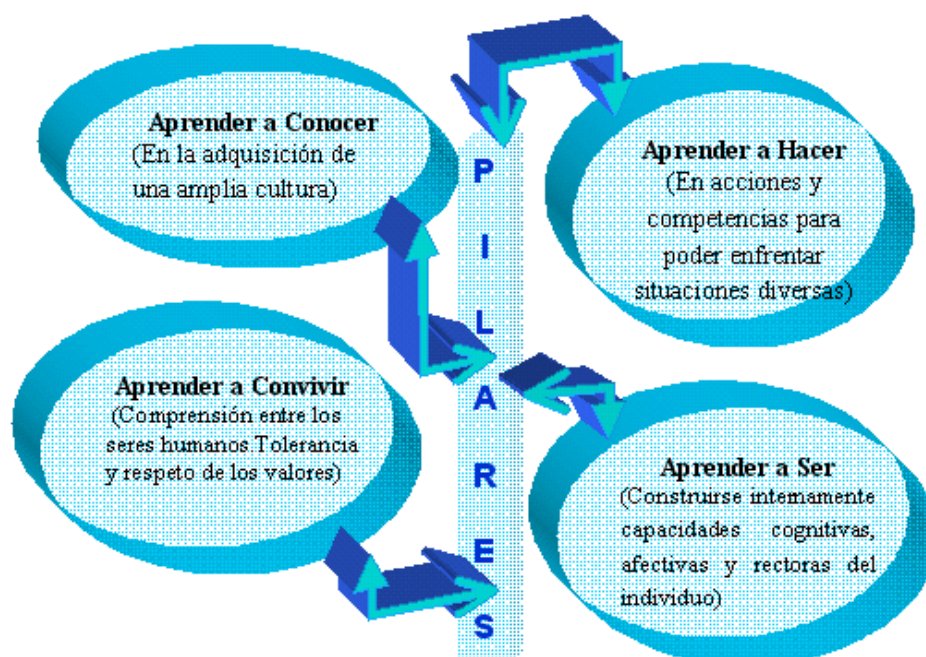 Aprender a Conocer
(En la adquisición de
una amplia cultura)
PILARES
Aprender a Hacer
(En acciones y
competencias para
poder enfrentar
situaciones diversas)
Aprender a Convivir
(Comprensión entre los
seres humanos.Tolerancia
y respeto de los valores)
Aprender a Ser
(Construirse internamente
capacidades cognitivas,
afectivas y rectoras del
individuo)